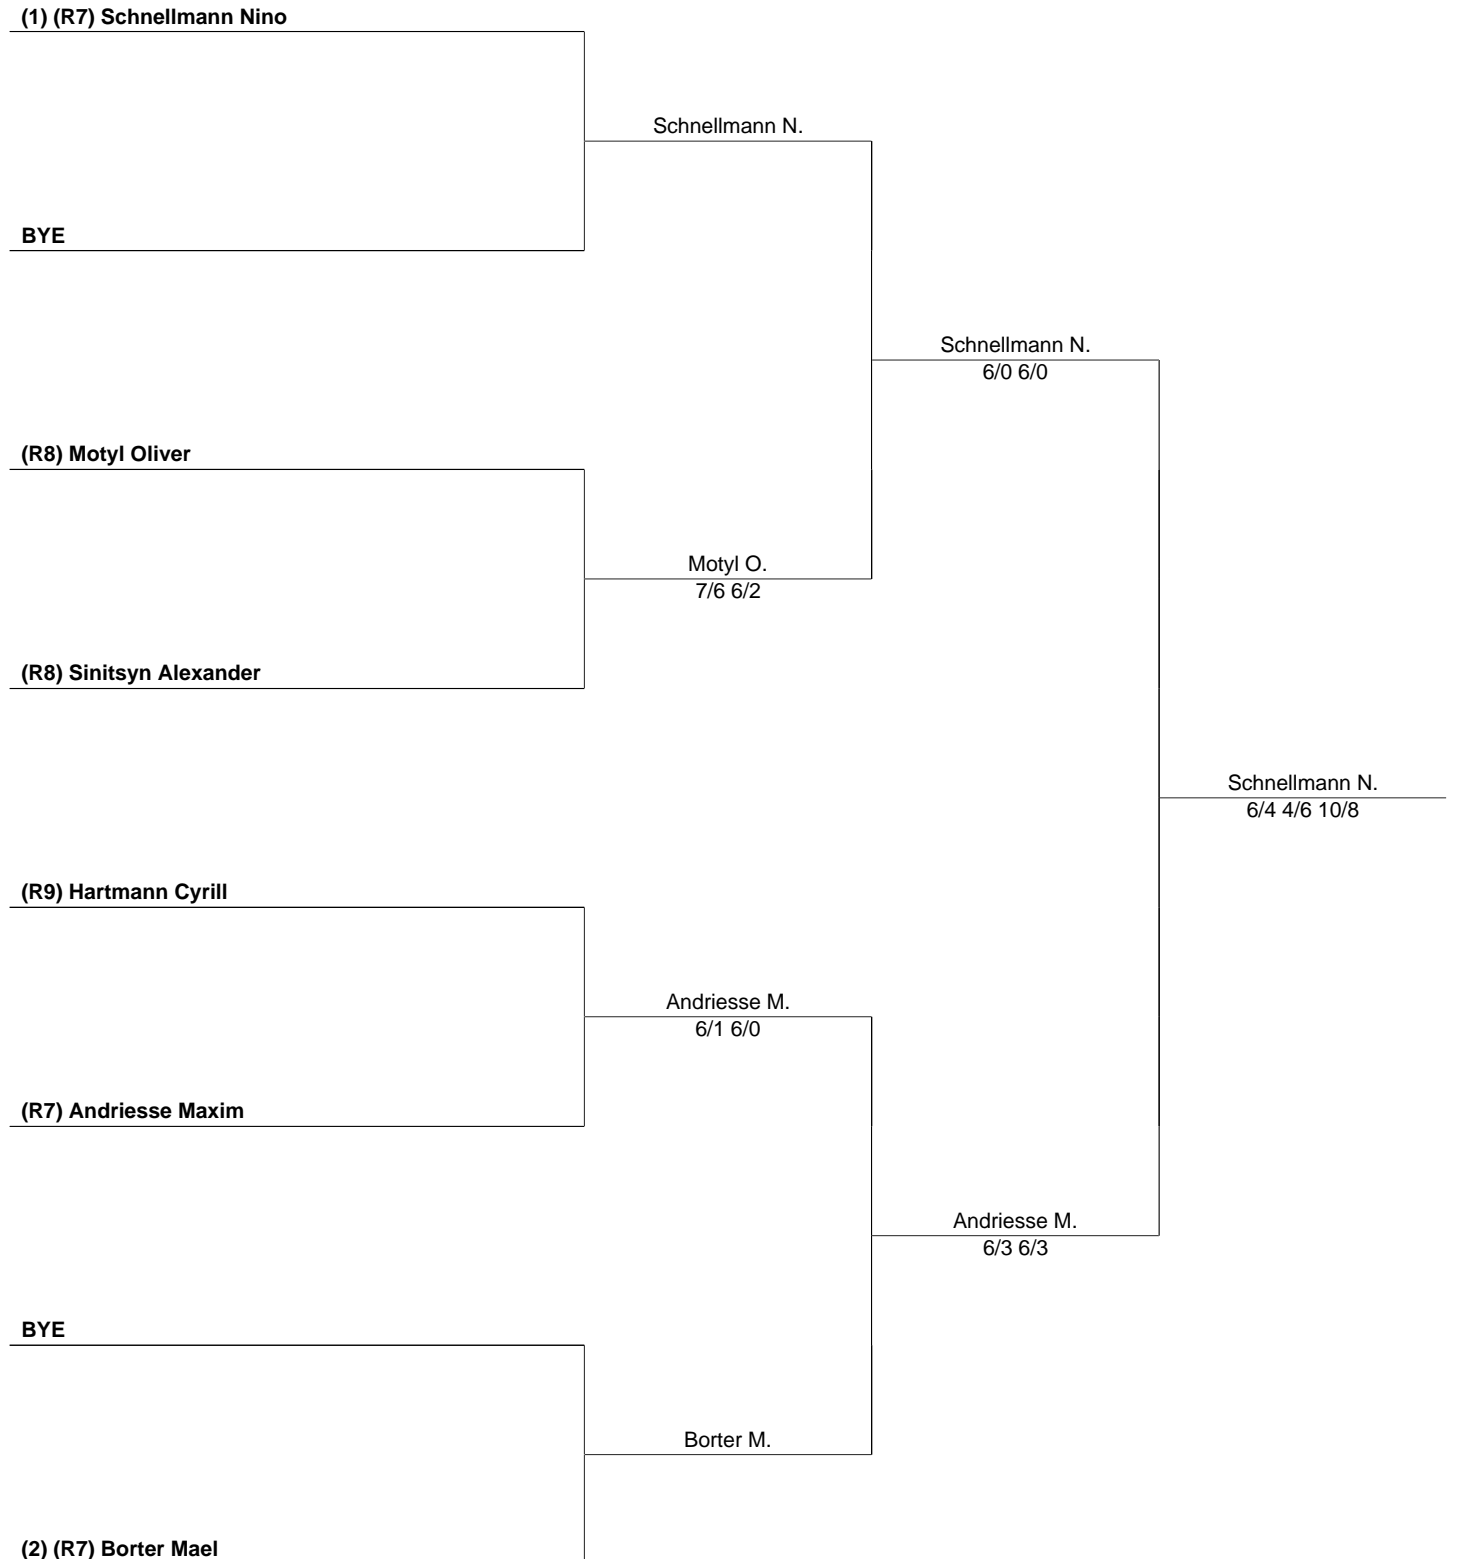 (1) (R7) Schnellmann Nino
Schnellmann N.
BYE
Schnellmann N.
6/0 6/0
(R8) Motyl Oliver
Motyl O.
7/6 6/2
(R8) Sinitsyn Alexander
Schnellmann N.
6/4 4/6 10/8
(R9) Hartmann Cyrill
Andriesse M.
6/1 6/0
(R7) Andriesse Maxim
Andriesse M.
6/3 6/3
BYE
Borter M.
(2) (R7) Borter Mael